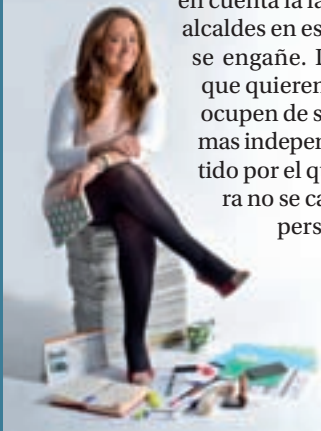 en cuenta la la
alcaldes en es
se engañe. I
que quieren
ocupen de s
mas indepen
tido por el q
ra no se ca
pers